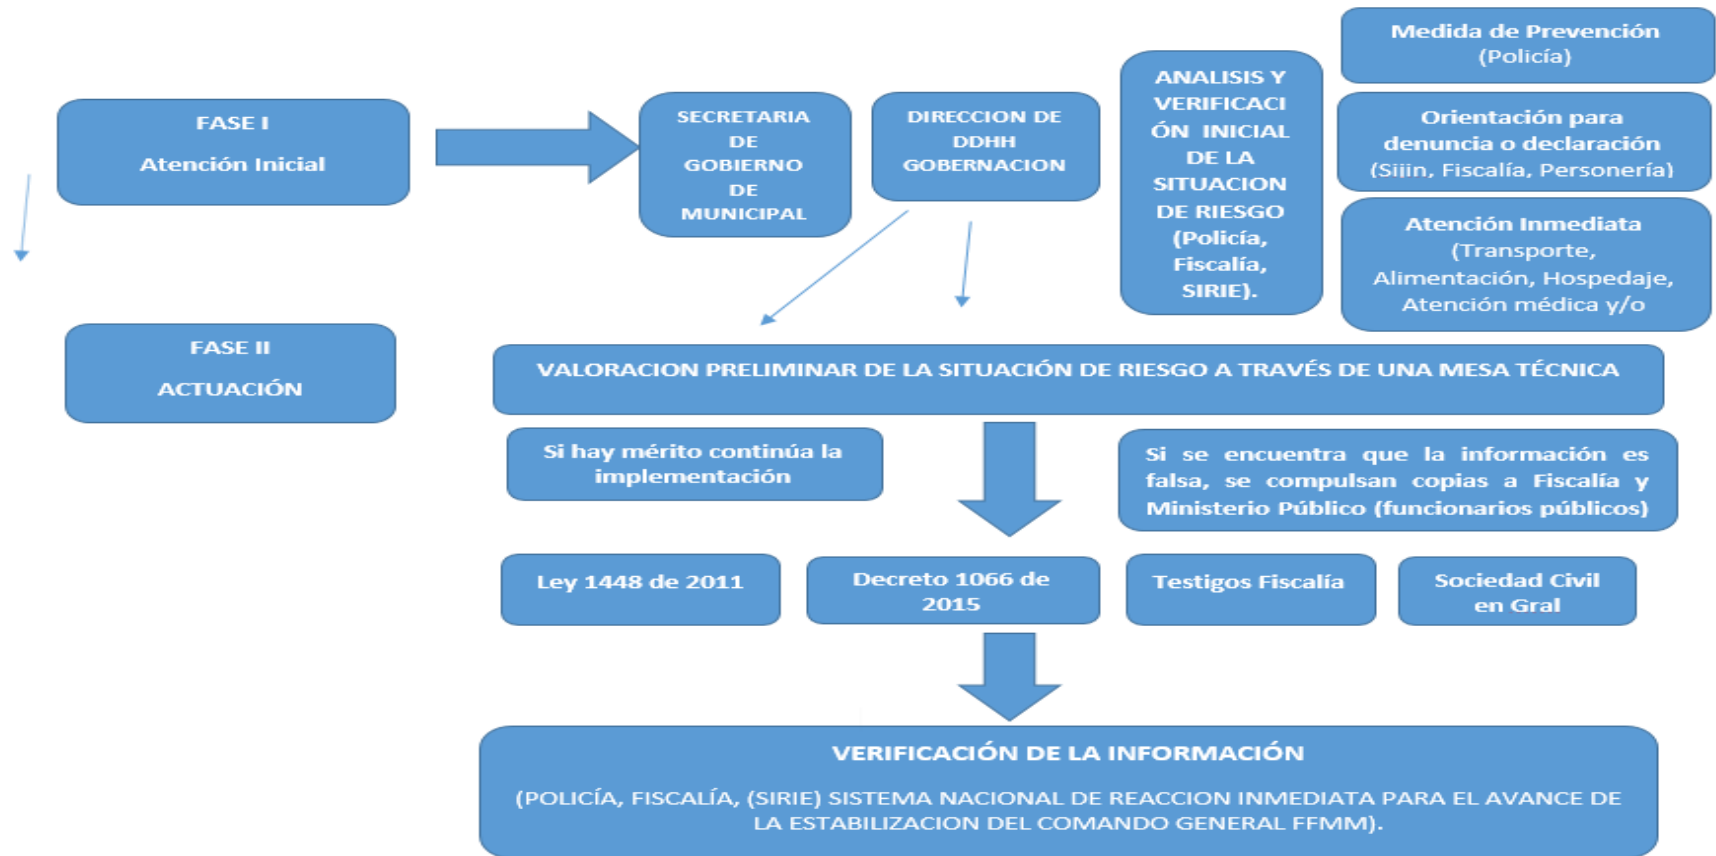 FASE I
Atención Inicial
SECRETARIA
DE
GOBIERNO
DE
MUNICIPAL
DIRECCION DE
DDHH
GOBERNACION
ANALISIS Y
VERIFICACI
ÓN INICIAL
DE LA
SITUACION
DE RIESGO
(Policía,
Fiscalía,
SIRIE).
Medida de Prevención
(Policía)
Orientación para
denuncia o declaración
(Sijin, Fiscalía, Personería)
Atención Inmediata
(Transporte,
Alimentación, Hospedaje,
Atención médica y/o
FASE II
ACTUACIÓN
VALORACION PRELIMINAR DE LA SITUACIÓN DE RIESGO A TRAVÉS DE UNA MESA TÉCNICA
Si hay mérito continúa la
implementación
Si se encuentra que la información es
falsa, se compulsan copias a Fiscalía y
Ministerio Público (funcionarios públicos)
Ley 1448 de 2011
Decreto 1066 de
2015
Testigos Fiscalía
Sociedad Civil
en Gral
VERIFICACIÓN DE LA INFORMACIÓN
(POLICÍA, FISCALÍA, (SIRIE) SISTEMA NACIONAL DE REACCION INMEDIATA PARA EL AVANCE DE
LA ESTABILIZACION DEL COMANDO GENERAL FFMM).